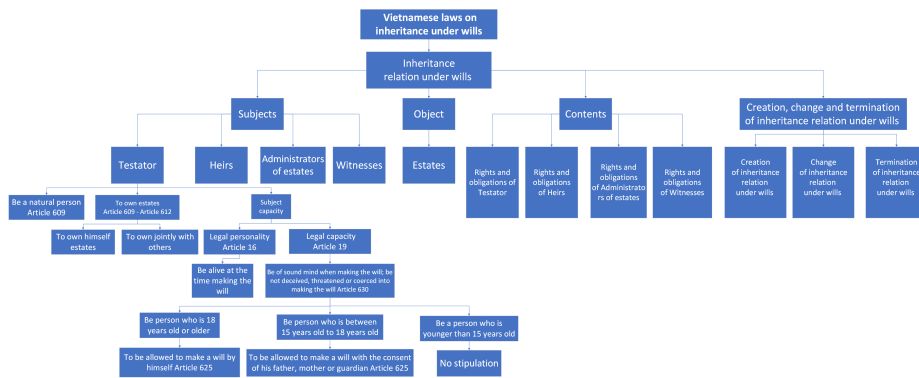 Vietnamese laws on
inheritance under wills
Inheritance
relation under wills
Subjects
Object
Contents
Creation, change and termination
of inheritance relation under wills
Testator
Heirs
Administrators
of estates
Witnesses
Estates
Rights and
obligations of
Testator
Rights and
obligations
of Heirs
Rights and
obligations
of Administrato
rs of estates
Rights and
obligations of
Witnesses
Creation
of inheritance
relation under
wills
Change
of inheritance
relation under
wills
Termination
of inheritance
relation under
wills
Be a natural person
Article 609
To own estates
Article 609 - Article 612
Subject
capacity
To own himself
estates
To own jointly with
others
Legal personality
Article 16
Legal capacity
Article 19
Be alive at the
time making the
will
Be of sound mind when making the will; be
not deceived, threatened or coerced into
making the will Article 630
Be person who is 18
years old or older
Be person who is between
15 years old to 18 years old
Be a person who is
younger than 15 years old
To be allowed to make a will by
himself Article 625
To be allowed to make a will with the consent
of his father, mother or guardian Article 625
No stipulation